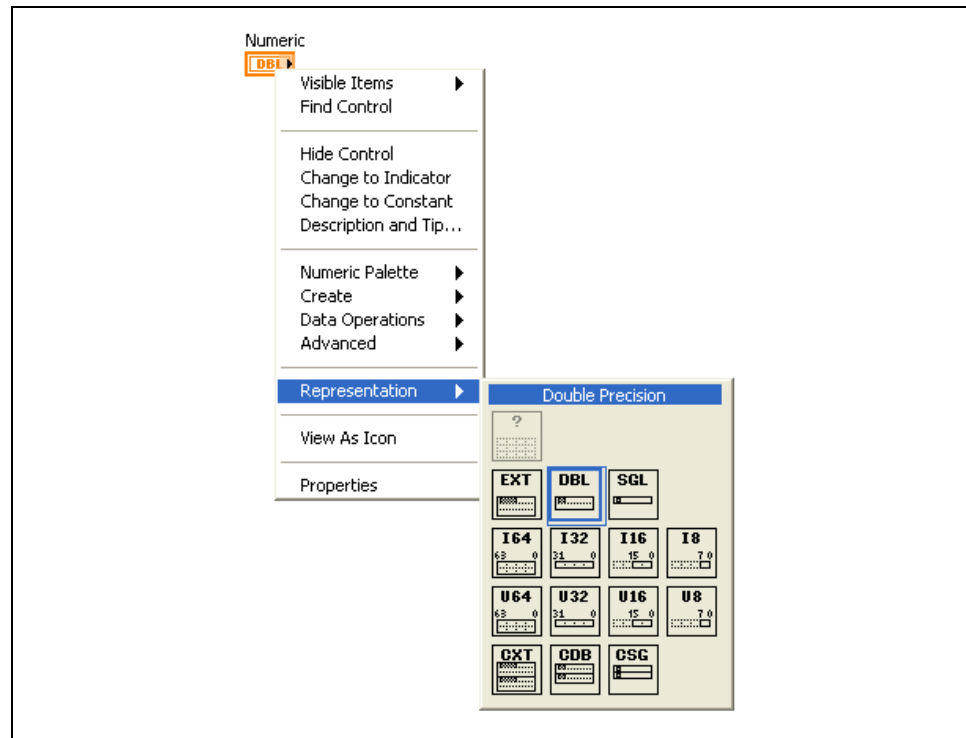 Numeric
DBL
Visible Items
Find Control
Hide Control
Change to Indicator
Change to Constant
Description and Tip...
Numeric Palette
Create
Data Operations
Advanced
Representation
View As Icon
Properties
Double Precision
?
EXT DBL SGL
I64 I32 I16 I8
63 0 31 0 15 0 7 0
U64 U32 U16 U8
63 0 31 0 15 0 7 0
CXT CDB CSG